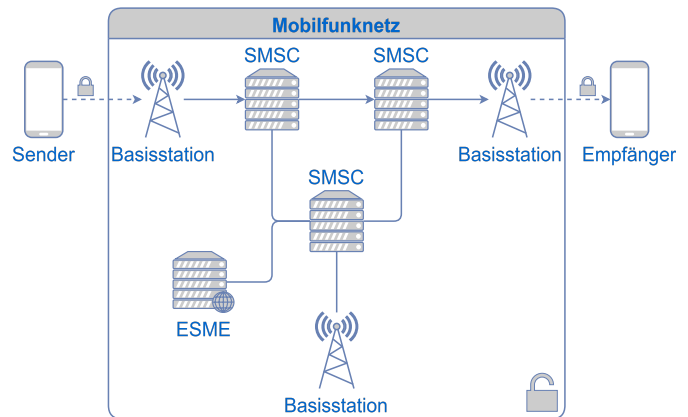 Mobilfunknetz
SMSC
SMSC
Sender
Basisstation
Basisstation
Empfänger
SMSC
ESME
Basisstation